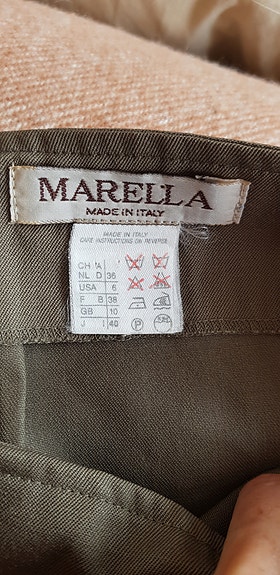 MARELLA
MADE IN ITALY
MADE IN ITALY
CARE INSTRUCTIONS ON REVERSE
CH A
NL D 36
USA 6
F B 38
GB 10
J I 40
P